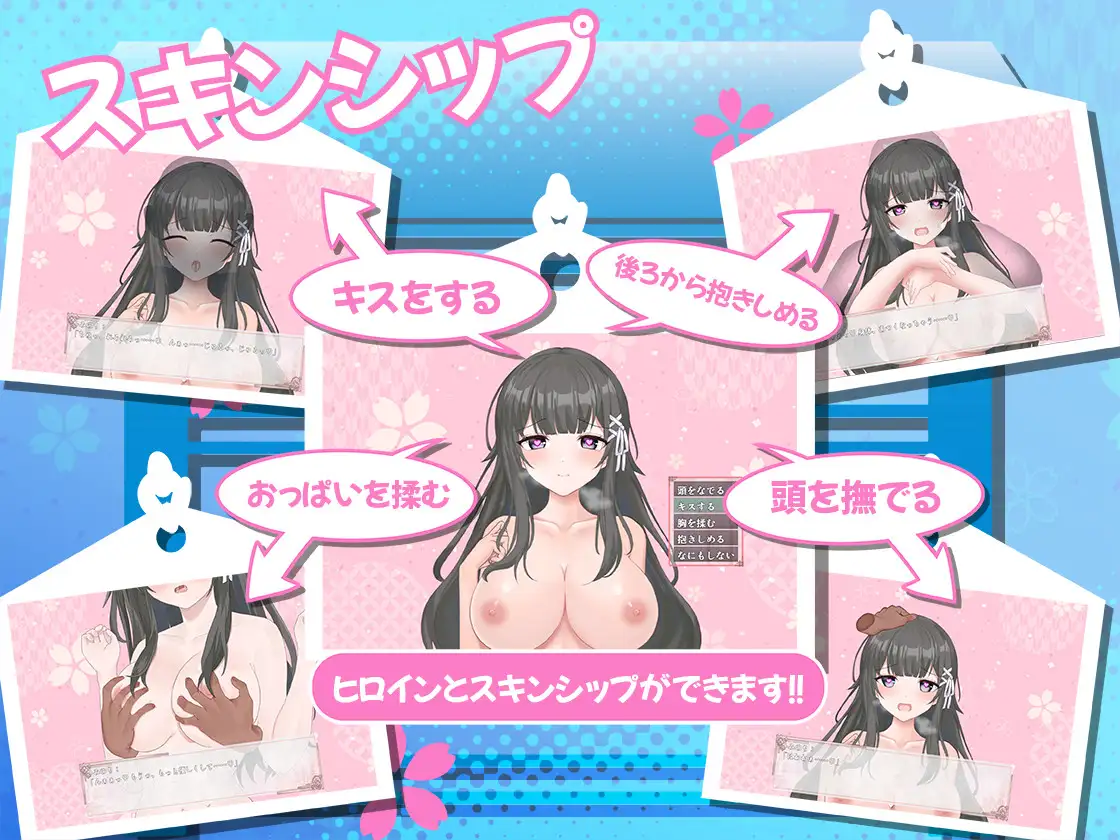 スキンシップ
キスをする
後ろから抱きしめる
おっぱいを揉む
頭を撫でる
頭をなでる
キスする
胸を揉む
抱きしめる
なにもしない
ヒロインとスキンシップができます!!